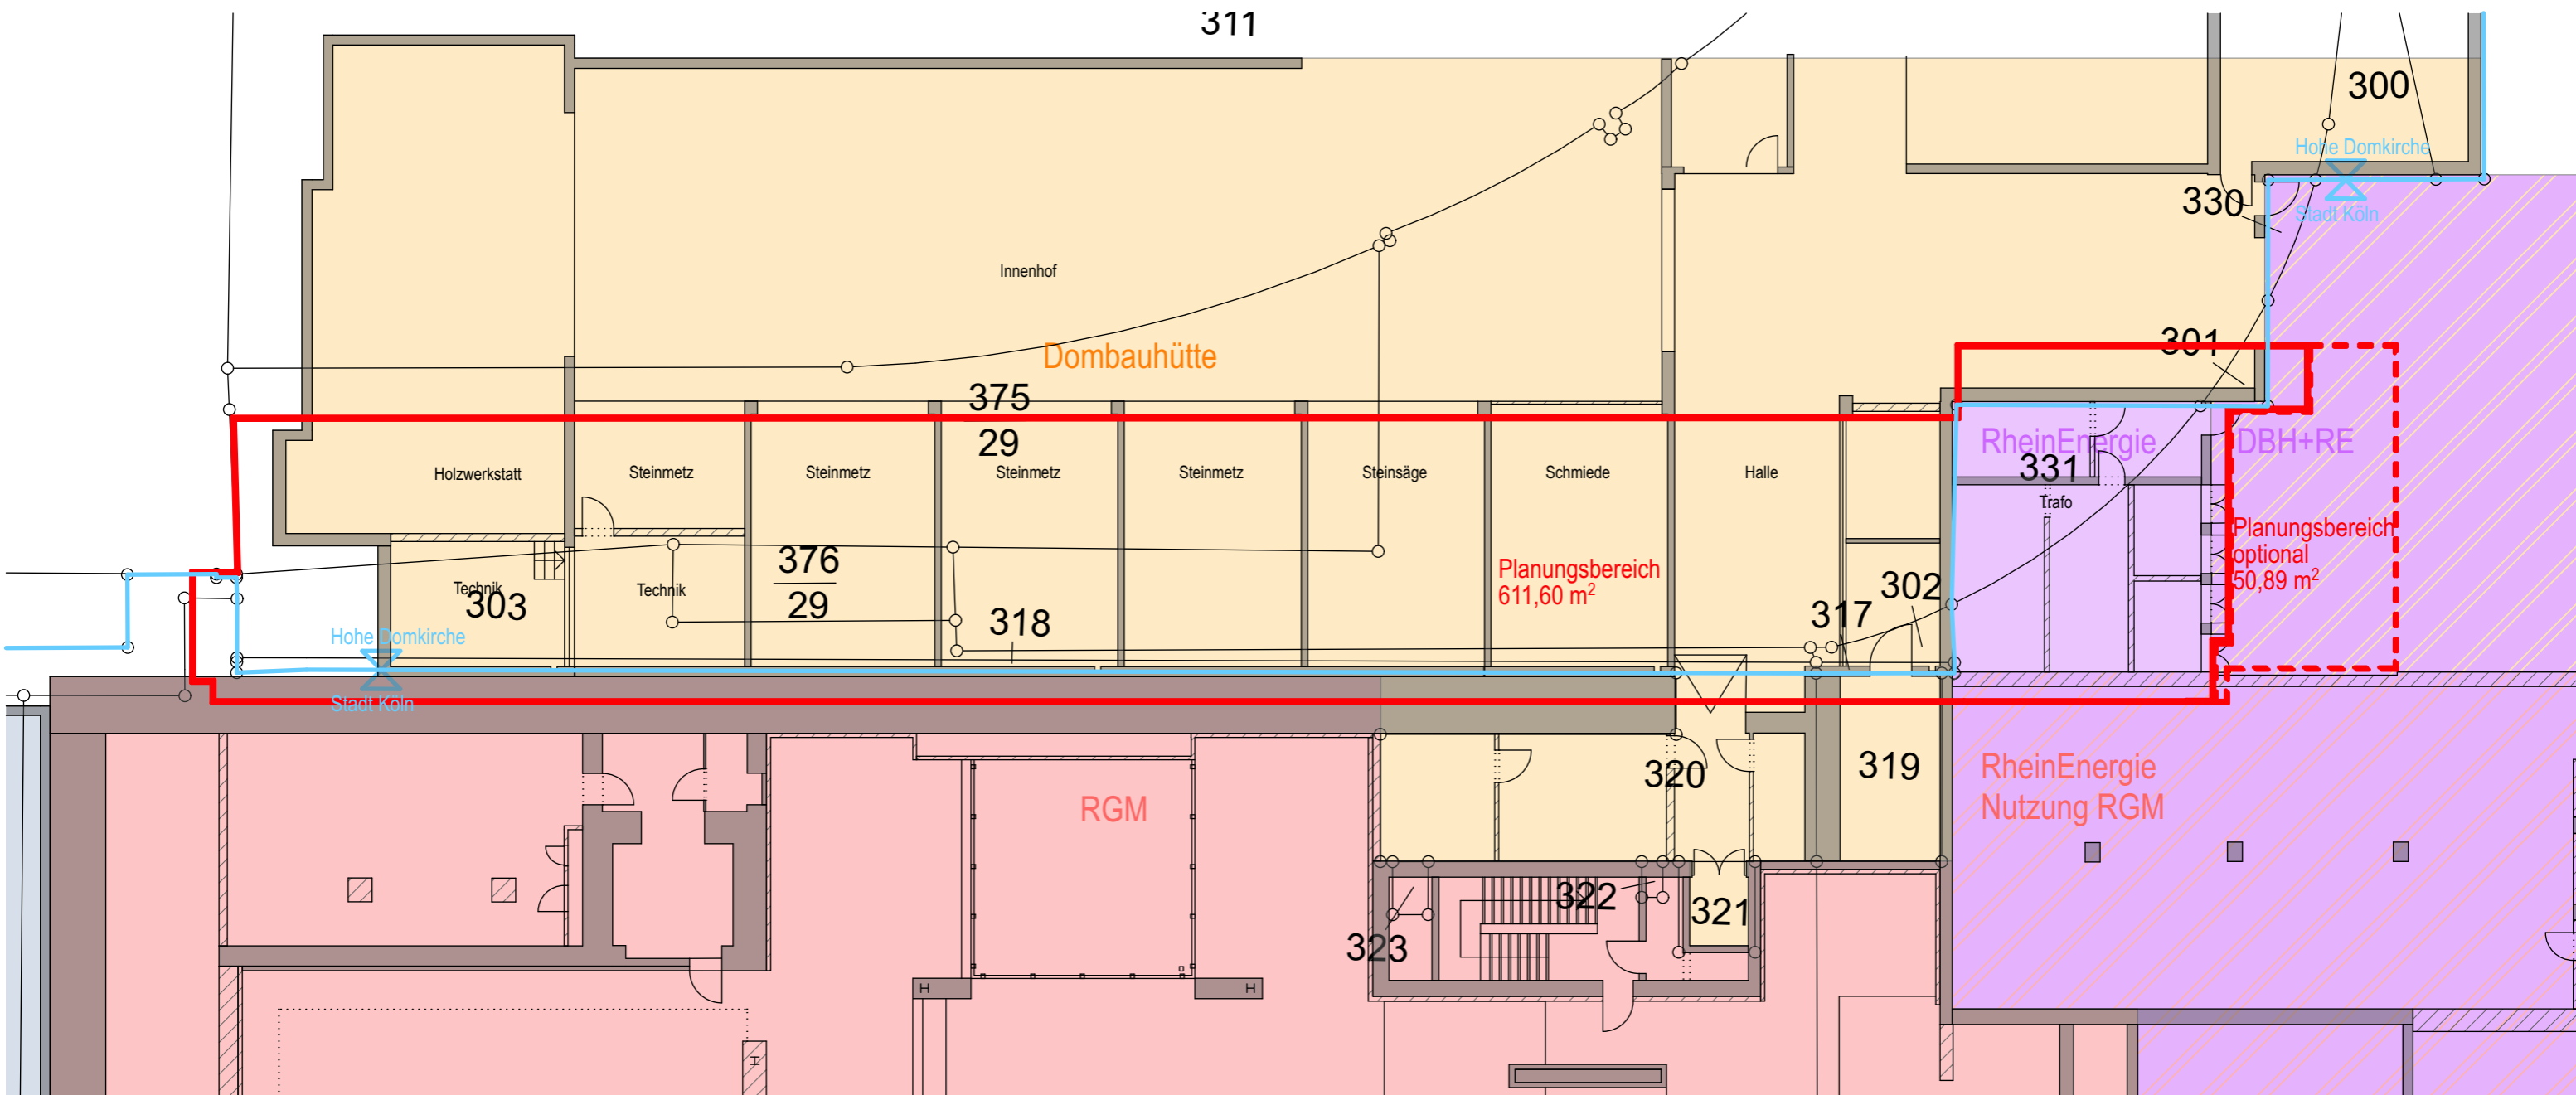 311
300
Hohe Domkirche
330
Stadt Köln
Innenhof
301
Dombauhütte
375
29
RheinEnergie
DBH+RE
331
Holzwerkstatt
Steinmetz
Steinmetz
Steinmetz
Steinmetz
Steinsäge
Schmiede
Halle
Trafo
Planungsbereich
optional
50,89 m²
376
29
Planungsbereich
611,60 m²
Technik
303
Technik
302
317
318
Hohe Domkirche
Stadt Köln
320
319
RheinEnergie
Nutzung RGM
RGM
322
321
323
H
H
H